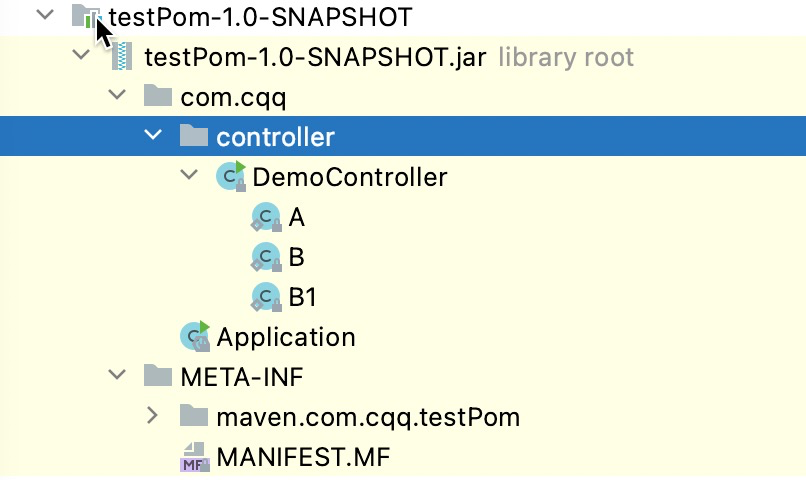 testPom-1.0-SNAPSHOT
testPom-1.0-SNAPSHOT.jar library root
com.cqq
controller
C DemoController
C A
C B
C B1
C Application
META-INF
maven.com.cqq.testPom
MF MANIFEST.MF